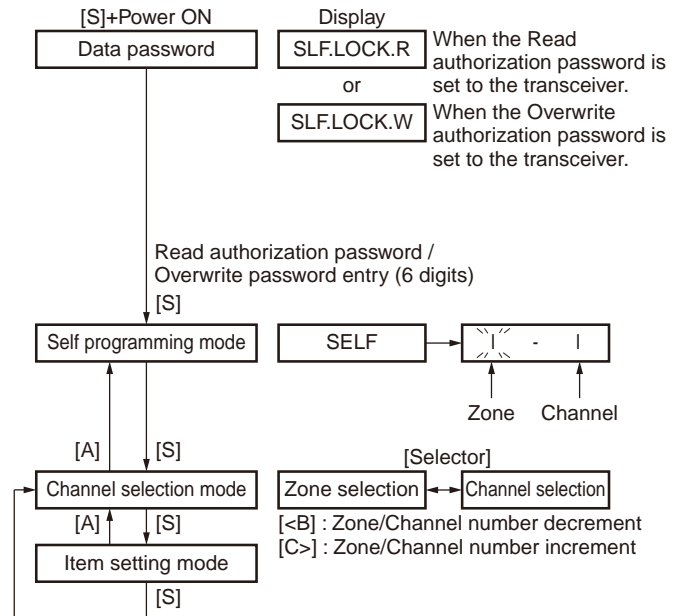 [S]+Power ON
Display
Data password
SLF.LOCK.R
When the Read
authorization password is
set to the transceiver.
or
SLF.LOCK.W
When the Overwrite
authorization password is
set to the transceiver.
Read authorization password /
Overwrite password entry (6 digits)
[S]
Self programming mode
SELF
1 - 1
Zone
Channel
[A]
[S]
[Selector]
Channel selection mode
Zone selection
Channel selection
[A]
[S]
[<B] : Zone/Channel number decrement
[C>] : Zone/Channel number increment
Item setting mode
[S]